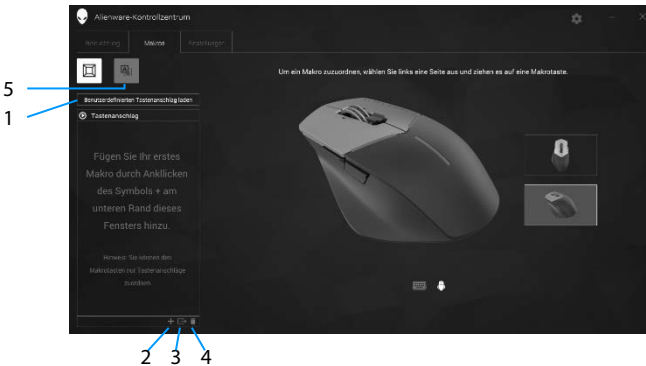 Alienware-Kontrollzentrum
Makros Einstellungen
Um ein Makro zuzuordnen, wählen Sie links eine Seite aus und ziehen es auf eine Makrotaste.
5
Benutzerdefinierten Tastenanschlag laden
1
Tastenanschlag
Fügen Sie Ihr erstes
Makro durch Anklicken
des Symbols + am
unteren Rand dieses
Fensters hinzu.
Hinweis: Sie können den
Makrotasten nur Tastenanschläge
zuordnen.
2 3 4